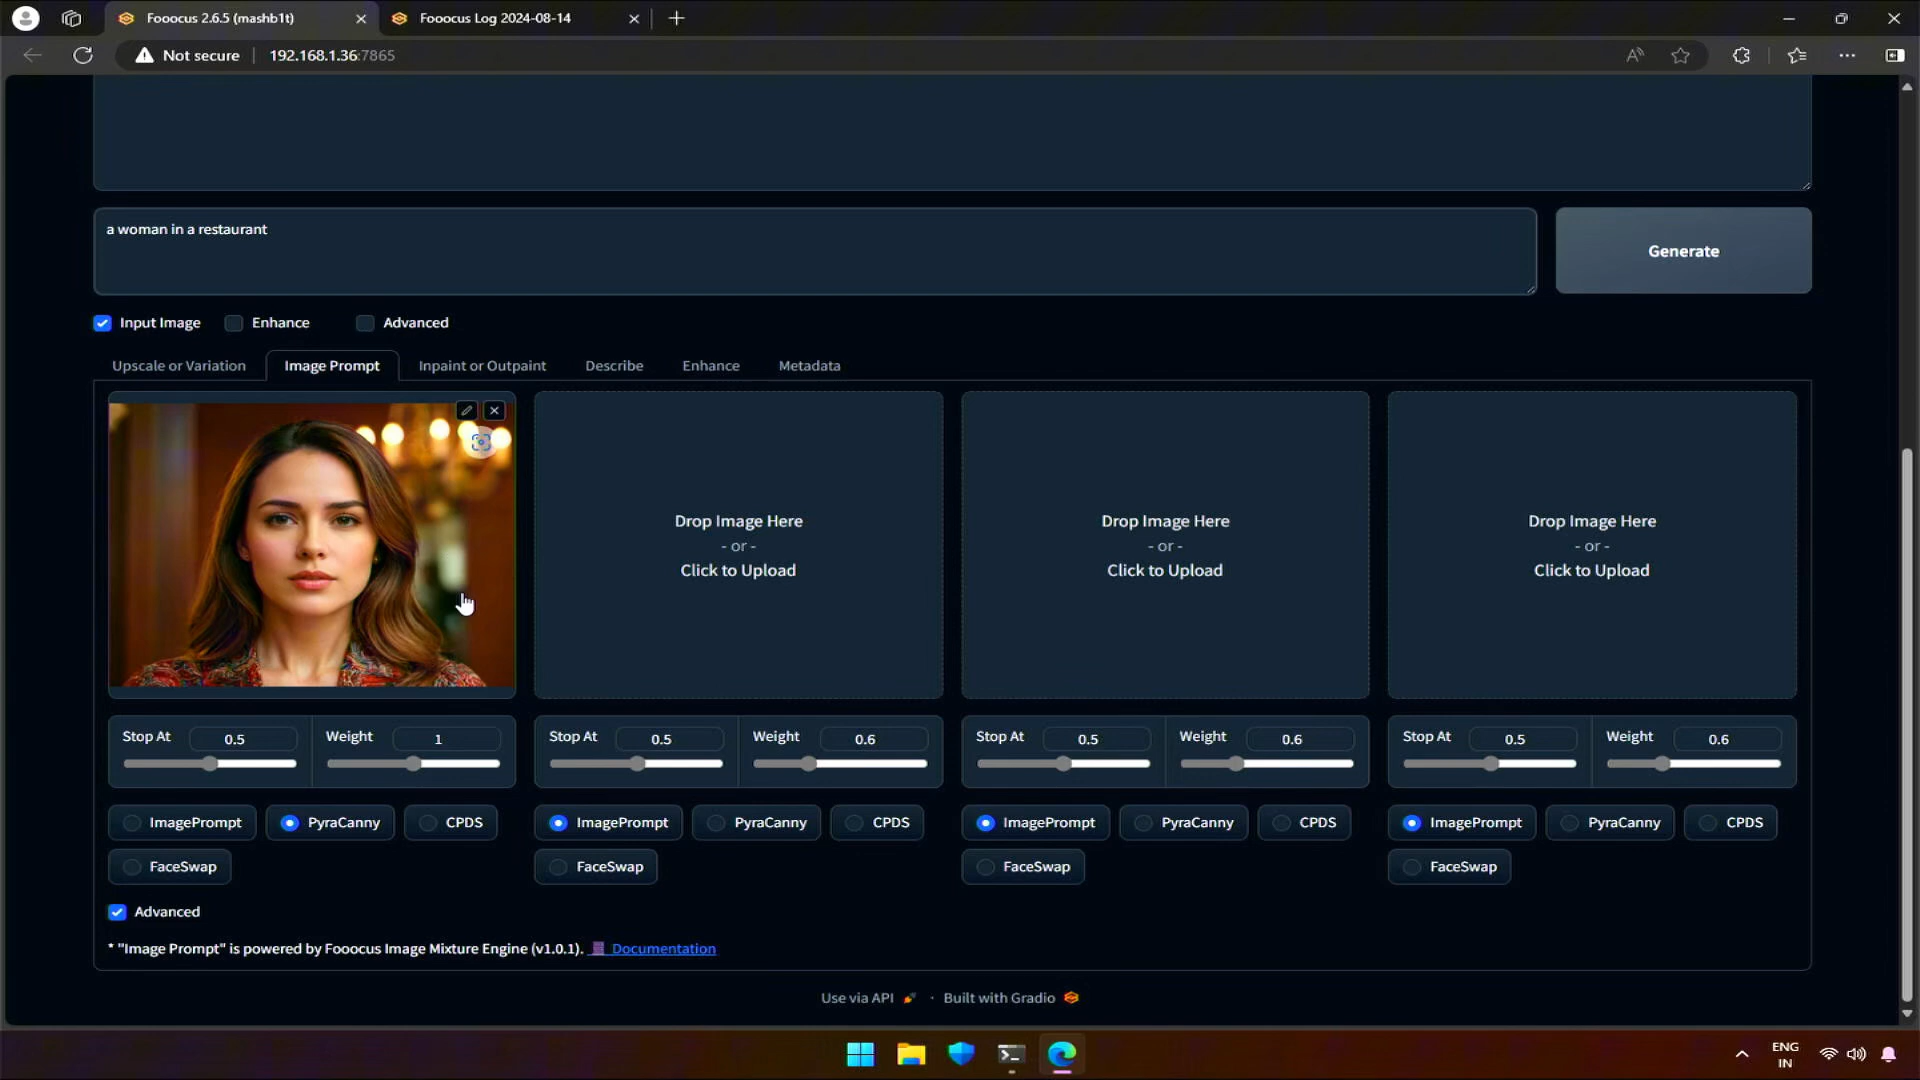 Fooocus 2.6.5 (mashb1t)
Fooocus Log 2024-08-14
Not secure
192.168.1.36:7865
a woman in a restaurant
Generate
Input Image
Enhance
Advanced
Upscale or Variation
Image Prompt
Inpaint or Outpaint
Describe
Enhance
Metadata
Drop Image Here
- or -
Click to Upload
Drop Image Here
- or -
Click to Upload
Drop Image Here
- or -
Click to Upload
Stop At 0.5 Weight 1
Stop At 0.5 Weight 0.6
Stop At 0.5 Weight 0.6
Stop At 0.5 Weight 0.6
ImagePrompt PyraCanny CPDS
FaceSwap
ImagePrompt PyraCanny CPDS
FaceSwap
ImagePrompt PyraCanny CPDS
FaceSwap
ImagePrompt PyraCanny CPDS
FaceSwap
Advanced
* "Image Prompt" is powered by Fooocus Image Mixture Engine (v1.0.1). Documentation
Use via API · Built with Gradio
ENG
IN